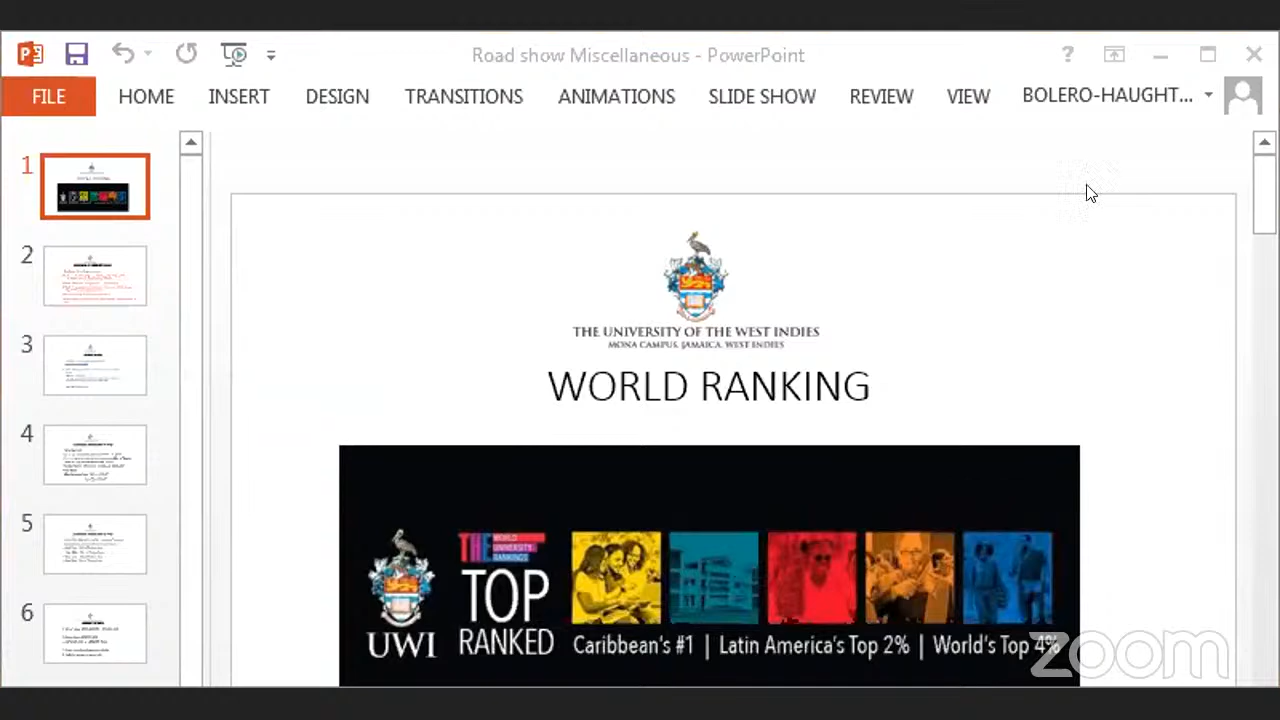 Road show Miscellaneous - PowerPoint
FILE HOME INSERT DESIGN TRANSITIONS ANIMATIONS SLIDE SHOW REVIEW VIEW BOLERO-HAUGHT...
1
2
3
4
5
6
THE UNIVERSITY OF THE WEST INDIES
MONA CAMPUS, JAMAICA, WEST INDIES
WORLD RANKING
UWI
THE WORLD UNIVERSITY RANKINGS
TOP
RANKED
Caribbean's #1 | Latin America's Top 2% | World's Top 4%
zoom